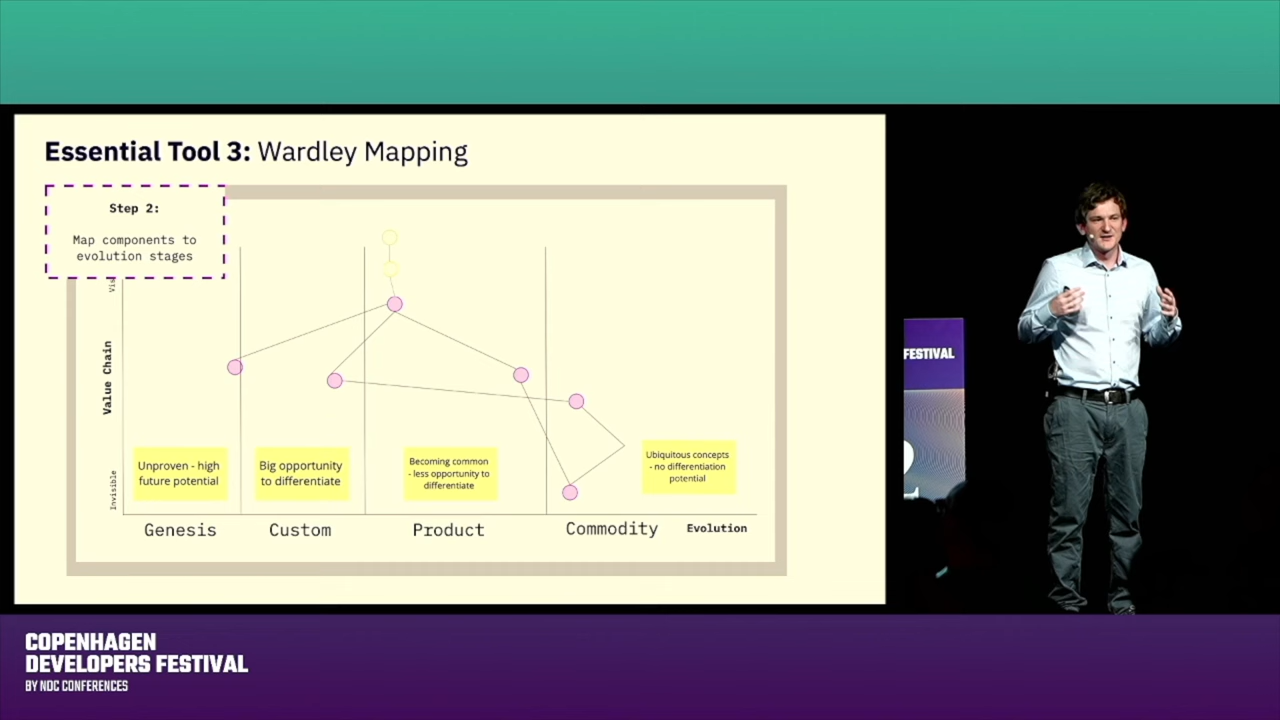 Essential Tool 3: Wardley Mapping
Step 2:
Map components to
evolution stages
Value Chain
Invisible
Unproven - high
future potential
Big opportunity
to differentiate
Becoming common
- less opportunity to
differentiate
Ubiquitous concepts
- no differentiation
potential
Genesis
Custom
Product
Commodity
Evolution
FESTIVAL
COPENHAGEN
DEVELOPERS FESTIVAL
BY NDC CONFERENCES